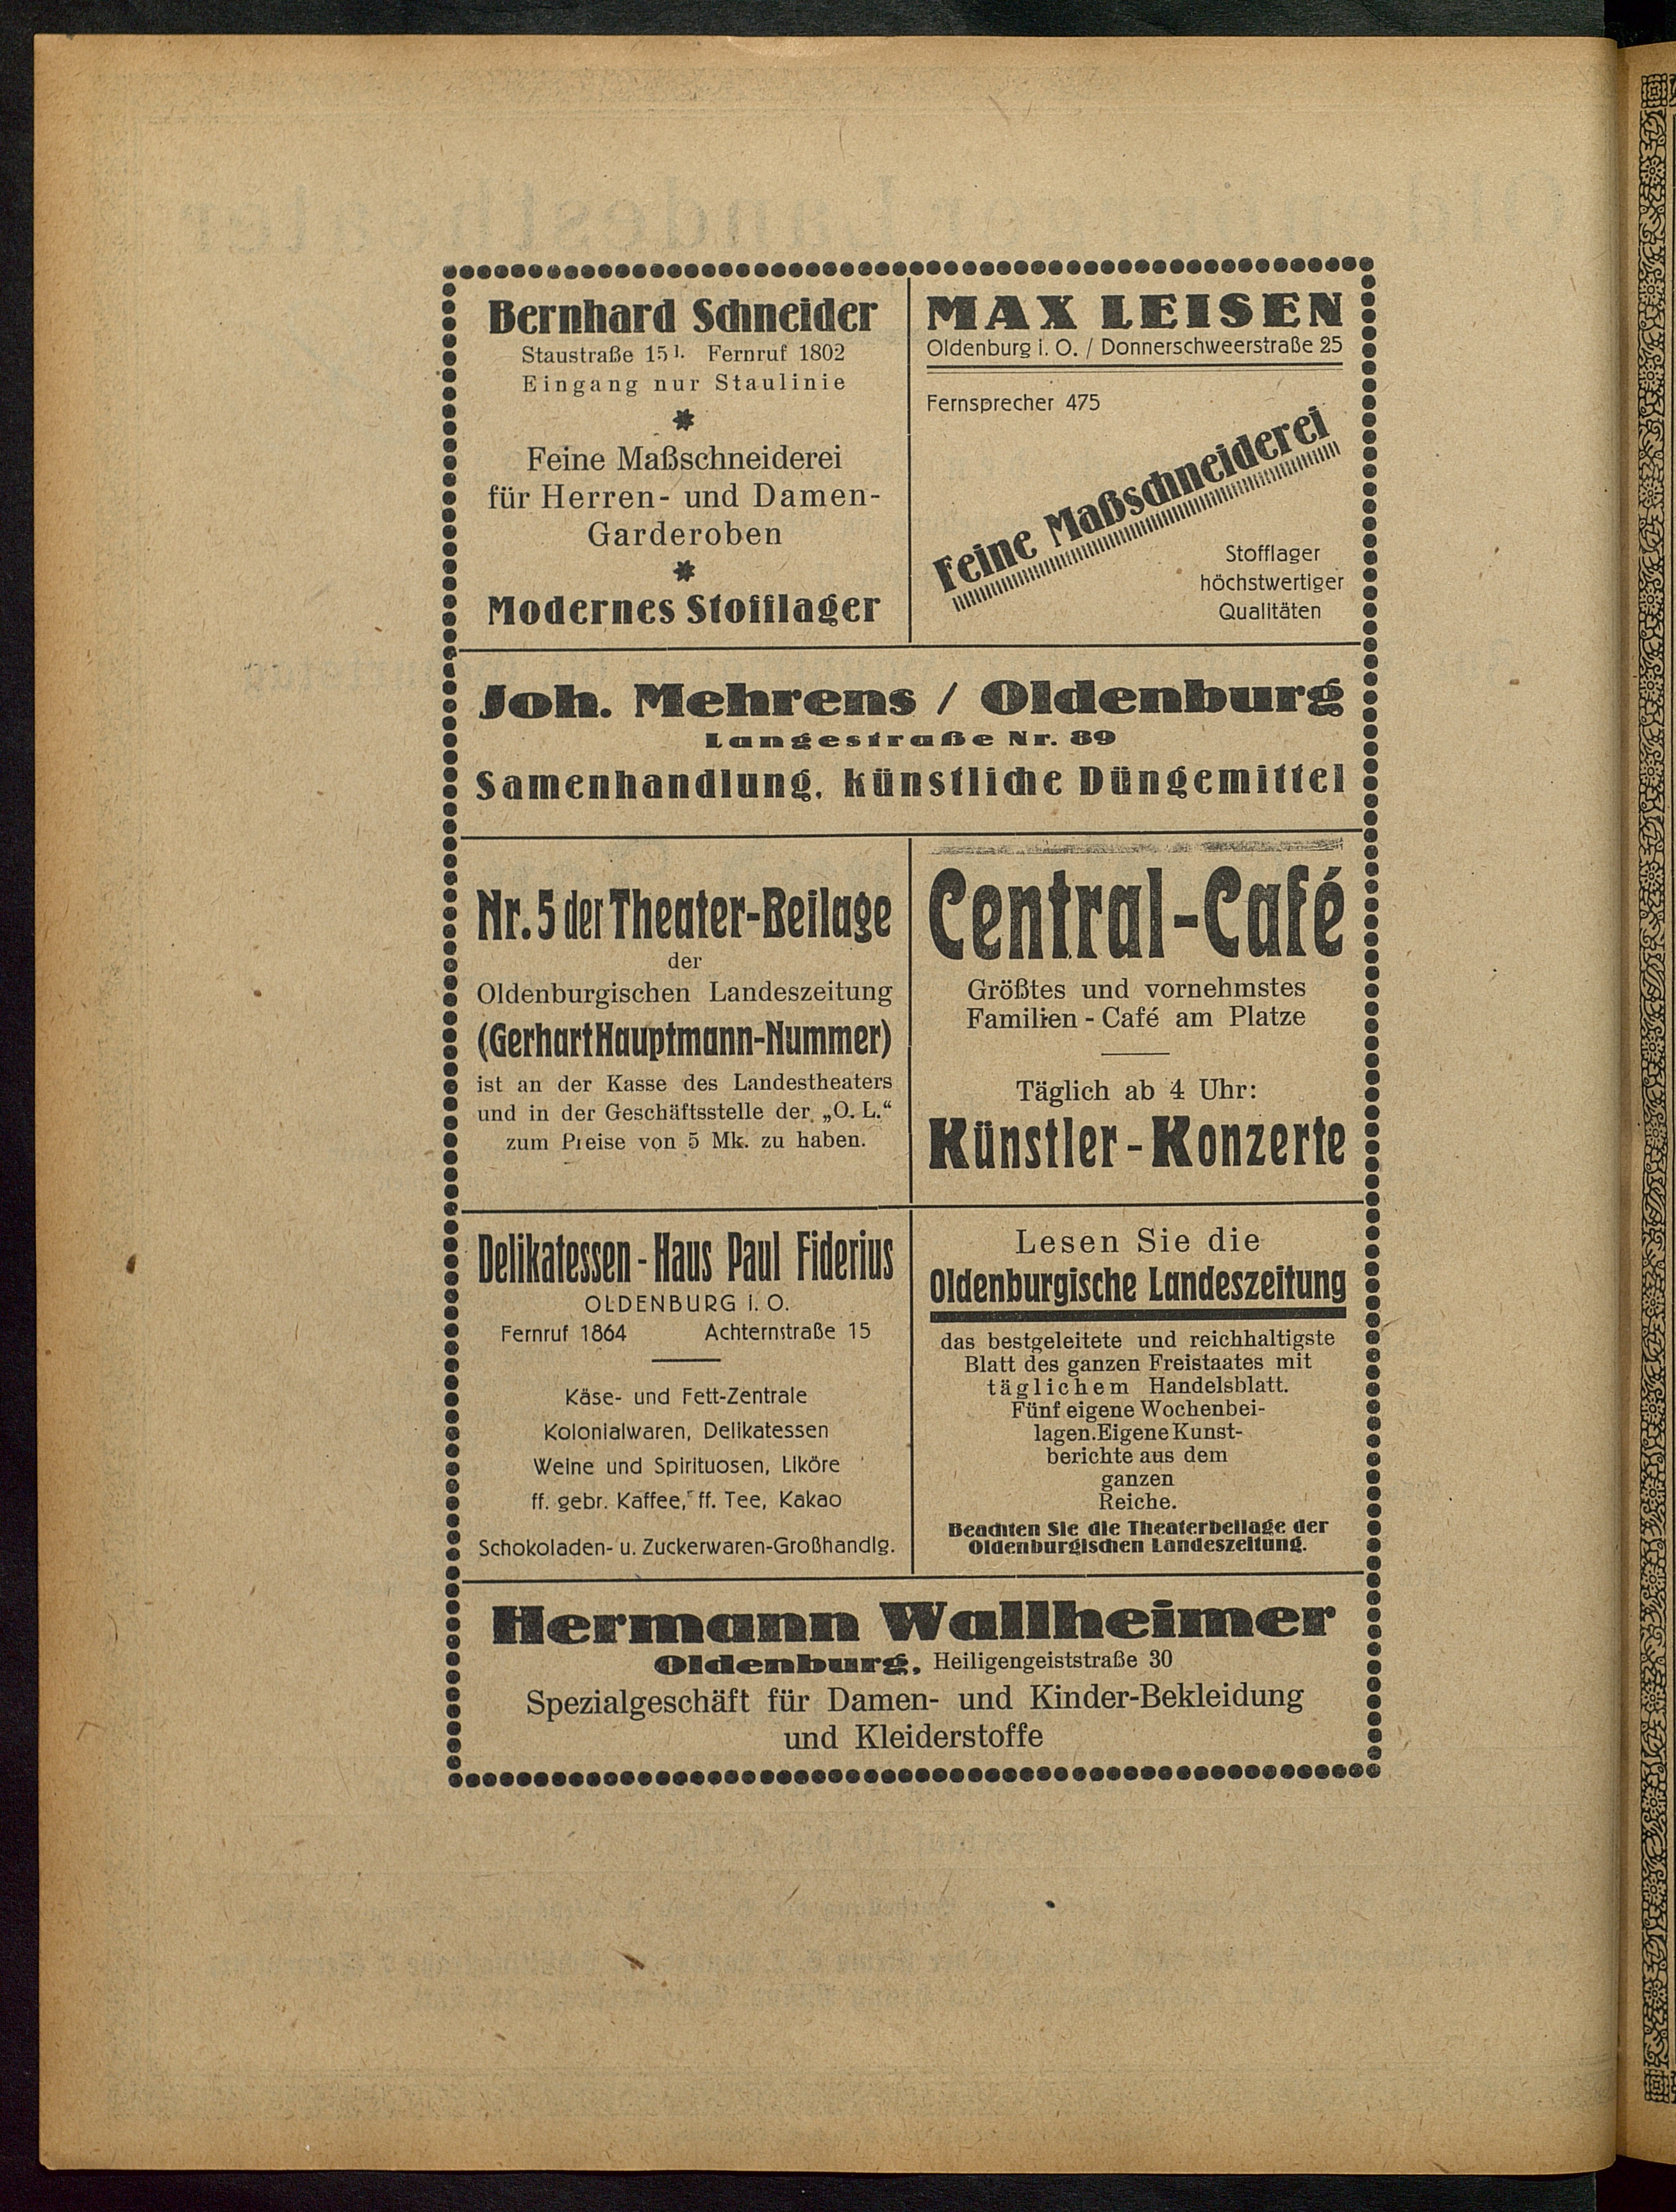 Bernhard Schneider
Staustraße 15 I. Fernruf 1802
Eingang nur Staulinie
Feine Maßschneiderei
für Herren- und Damen-
Garderoben
Modernes Stofflager
MAX LEISEN
Oldenburg i. O. / Donnerschweerstraße 25
Fernsprecher 475
Feine Maßschneiderei
Stofflager
höchstwertiger
Qualitäten
Joh. Mehrens / Oldenburg
Langestraße Nr. 89
Samenhandlung, künstliche Düngemittel
Nr. 5 der Theater-Beilage
der
Oldenburgischen Landeszeitung
(Gerhart Hauptmann-Nummer)
ist an der Kasse des Landestheaters
und in der Geschäftsstelle der „O. L.“
zum Preise von 5 Mk. zu haben.
Central-Café
Größtes und vornehmstes
Familien-Café am Platze
Täglich ab 4 Uhr:
Künstler-Konzerte
Delikatessen-Haus Paul Fiderius
OLDENBURG i. O.
Fernruf 1864 Achternstraße 15
Käse- und Fett-Zentrale
Kolonialwaren, Delikatessen
Weine und Spirituosen, Liköre
ff. gebr. Kaffee, ff. Tee, Kakao
Schokoladen- u. Zuckerwaren-Großhandlg.
Lesen Sie die
Oldenburgische Landeszeitung
das bestgeleitete und reichhaltigste
Blatt des ganzen Freistaates mit
täglichem Handelsblatt.
Fünf eigene Wochenbei-
lagen. Eigene Kunst-
berichte aus dem
ganzen
Reiche.
Beachten Sie die Theaterbeilage der
Oldenburgischen Landeszeitung.
Hermann Wallheimer
Oldenburg, Heiligengeiststraße 30
Spezialgeschäft für Damen- und Kinder-Bekleidung
und Kleiderstoffe